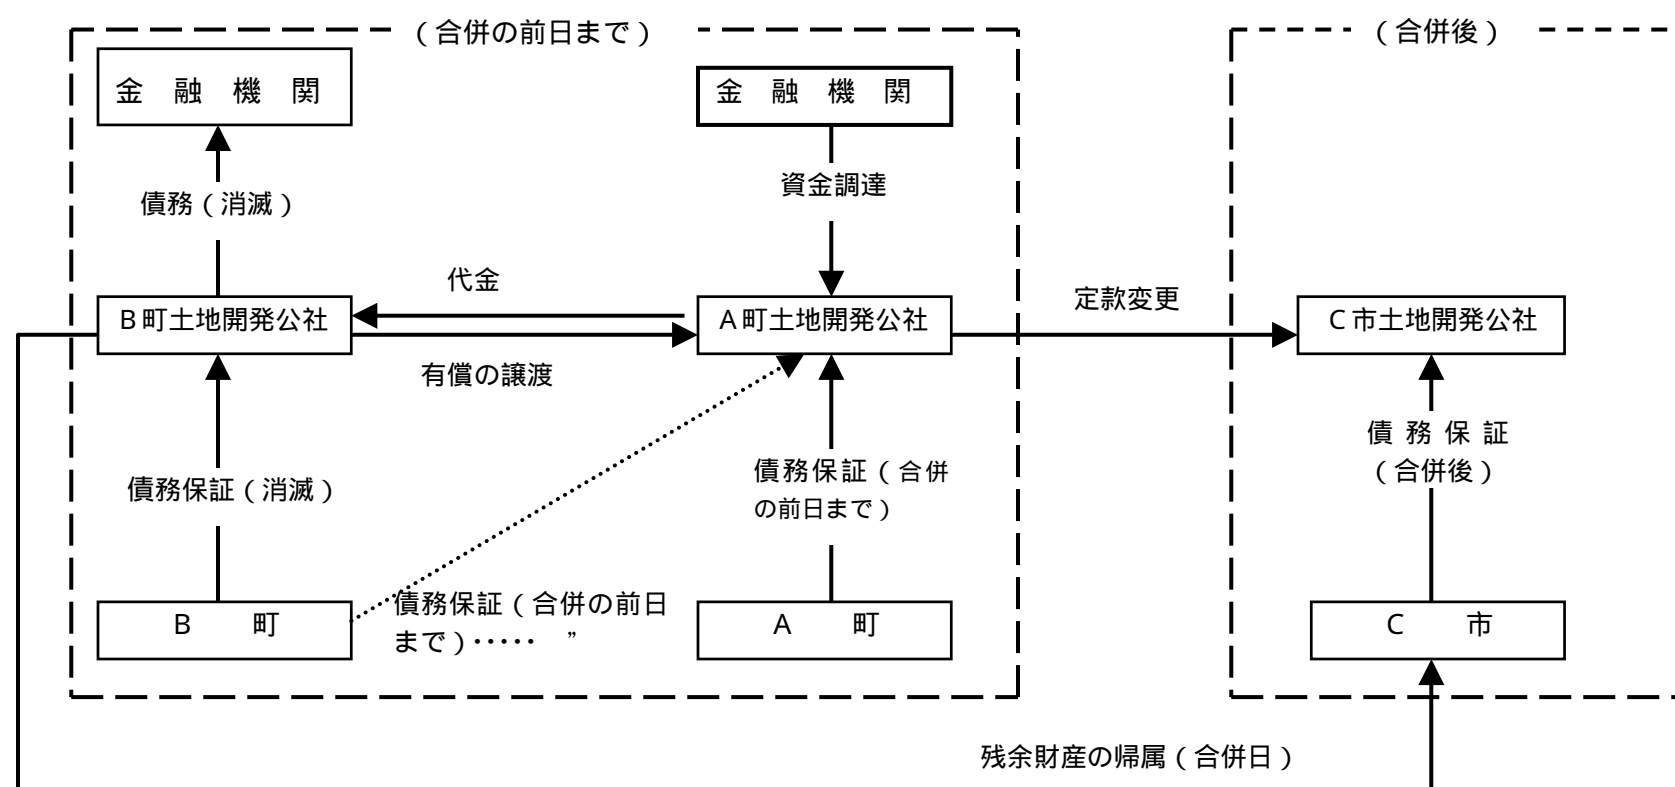 （合併の前日まで）
（合併後）
金　融　機　関
金　融　機　関
資金調達
債務（消滅）
代金
定款変更
B町土地開発公社
A町土地開発公社
C市土地開発公社
有償の譲渡
債務保証
（合併後）
債務保証（合併
の前日まで）
債務保証（消滅）
債務保証（合併の前日
まで）‥‥‥　”
B　　町
A　　町
C　　市
残余財産の帰属（合併日）